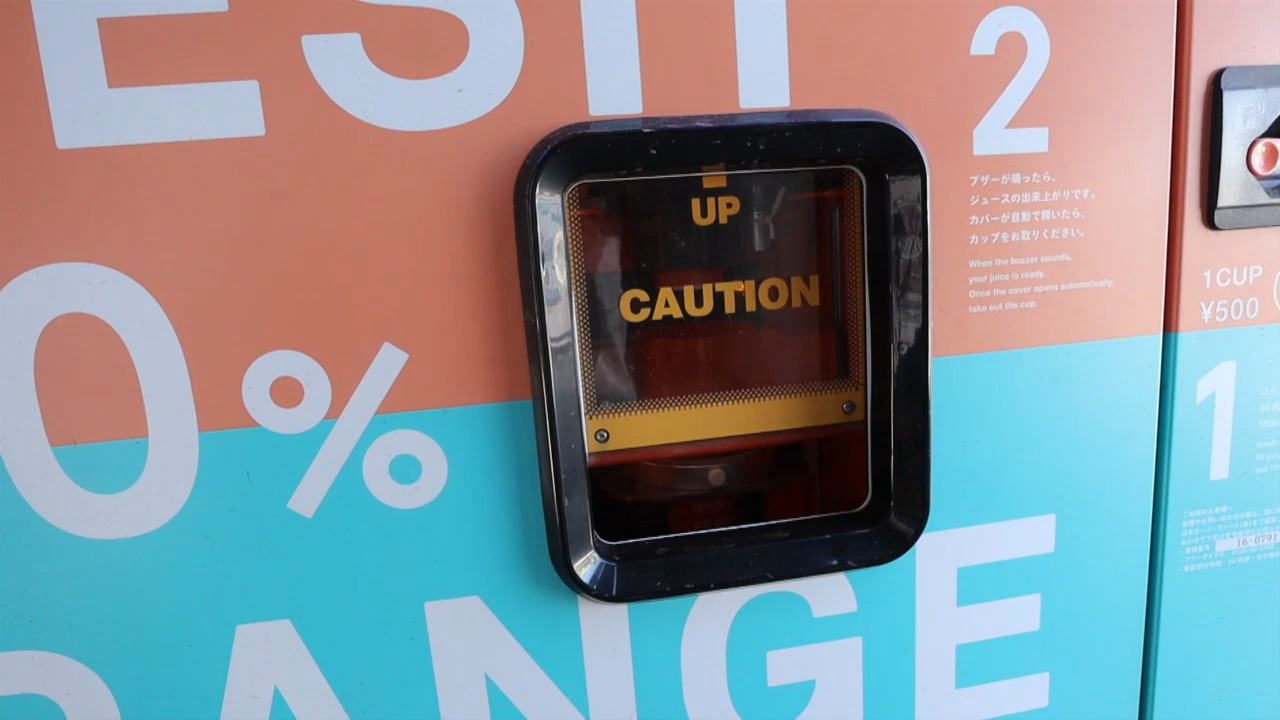 ESH
2
ブザーが鳴ったら、
ジュースの出来上がりです。
カバーが自動で開いたら、
カップをお取りください。
When the buzzer sounds,
your juice is ready.
Once the cover opens automatically,
take out the cup.
UP
CAUTION
0%
ANGE
1CUP
¥500
1
16-0791